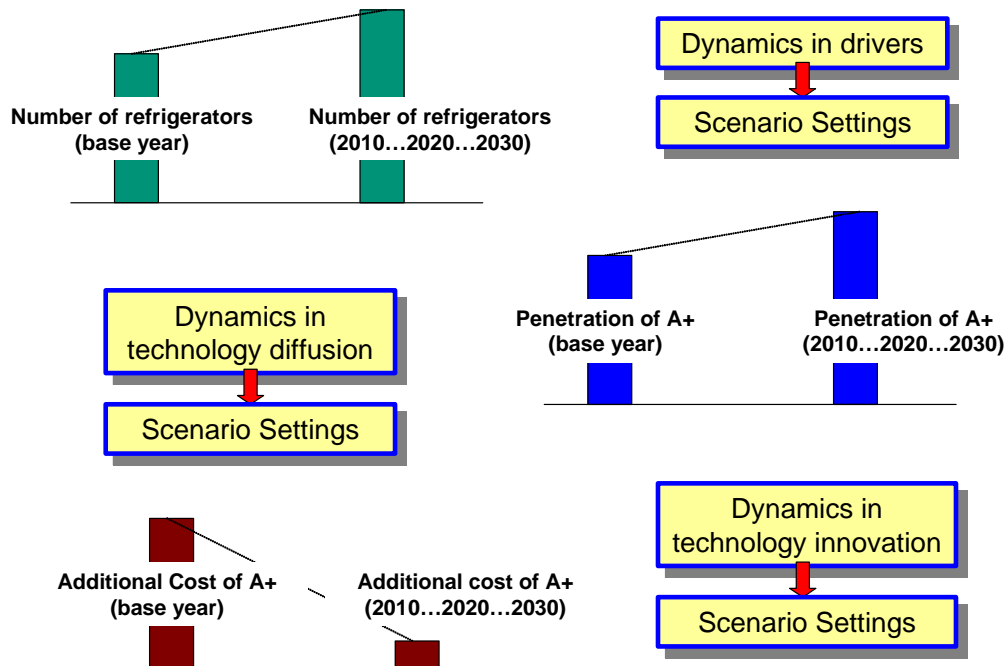 Dynamics in drivers
Number of refrigerators
(base year)
Number of refrigerators
(2010…2020…2030)
Scenario Settings
Dynamics in
technology diffusion
Scenario Settings
Penetration of A+
(base year)
Penetration of A+
(2010…2020…2030)
Additional Cost of A+
(base year)
Additional cost of A+
(2010…2020…2030)
Dynamics in
technology innovation
Scenario Settings